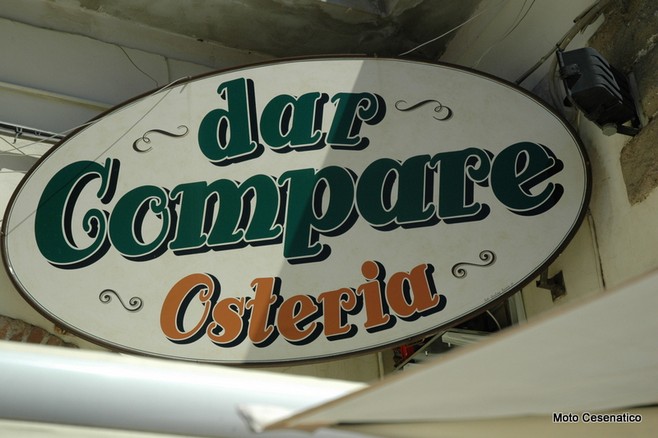 dar
Compare
Osteria
Moto Cesenatico